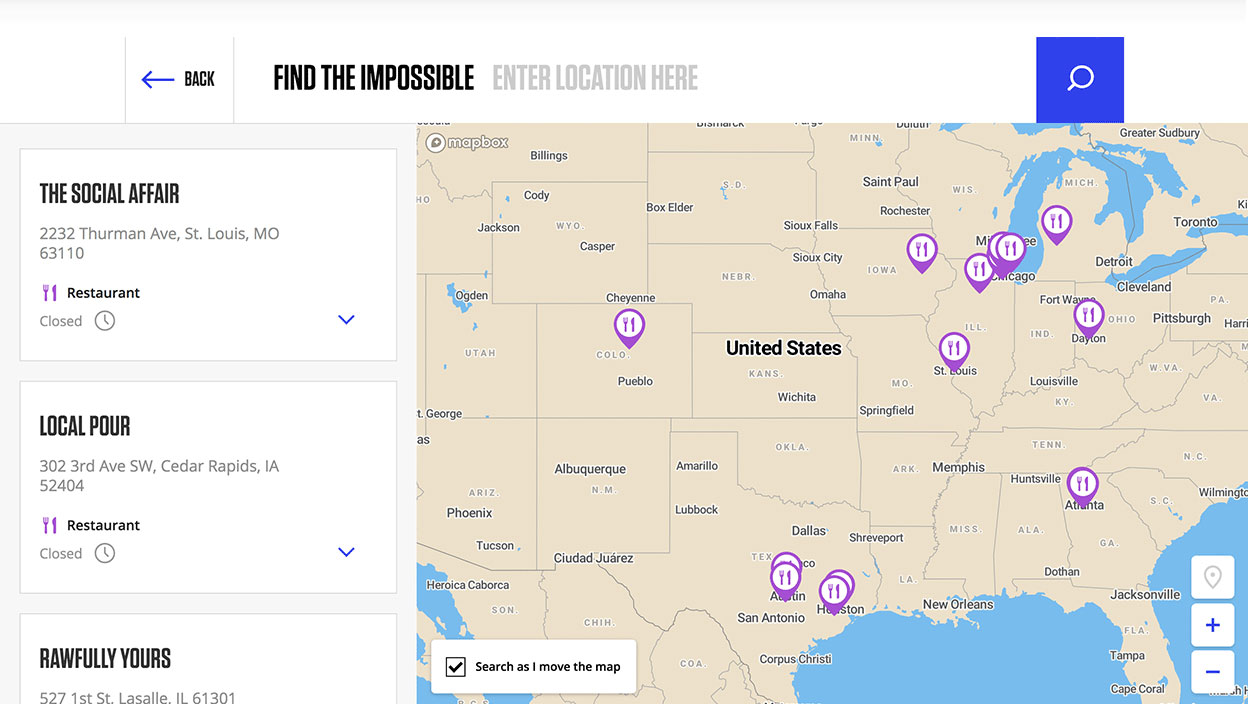 BACK
FIND THE IMPOSSIBLE
ENTER LOCATION HERE
THE SOCIAL AFFAIR
2232 Thurman Ave, St. Louis, MO
63110
Restaurant
Closed
LOCAL POUR
302 3rd Ave SW, Cedar Rapids, IA
52404
Restaurant
Closed
RAWFULLY YOURS
527 1st St. Lasalle, IL 61301
mapbox
Bismarck
Fargo
Duluth
Greater Sudbury
MINN.
Billings
S.D.
Saint Paul
WIS.
MICH.
Cody
Box Elder
Rochester
Jackson
WYO.
Sioux Falls
Toronto
Casper
Sioux City
IOWA
Detroit
NEBR.
Cleveland
Ogden
Cheyenne
Omaha
Fort Wayne
PA.
OHIO
Pittsburgh
ILL.
IND.
Dayton
UTAH
COLO.
United States
St. Louis
W.V.A.
Pueblo
KANS.
MO.
Louisville
Wichita
KY.
VA.
t. George
Springfield
as
TENN.
OKLA.
N.C.
Albuquerque
Amarillo
ARK.
Memphis
Huntsville
ARIZ.
N.M.
Wilmingto
Phoenix
Lubbock
S.C.
Atlanta
Dallas
MISS.
ALA.
Tucson
Shreveport
GA.
Ciudad Juárez
TEX
co
Dothan
Heroica Caborca
LA.
Jacksonville
SON.
Austin
Houston
New Orleans
San Antonio
CHIH.
FLA.
Search as I move the map
COA.
Corpus Christi
Tampa
Cape Coral